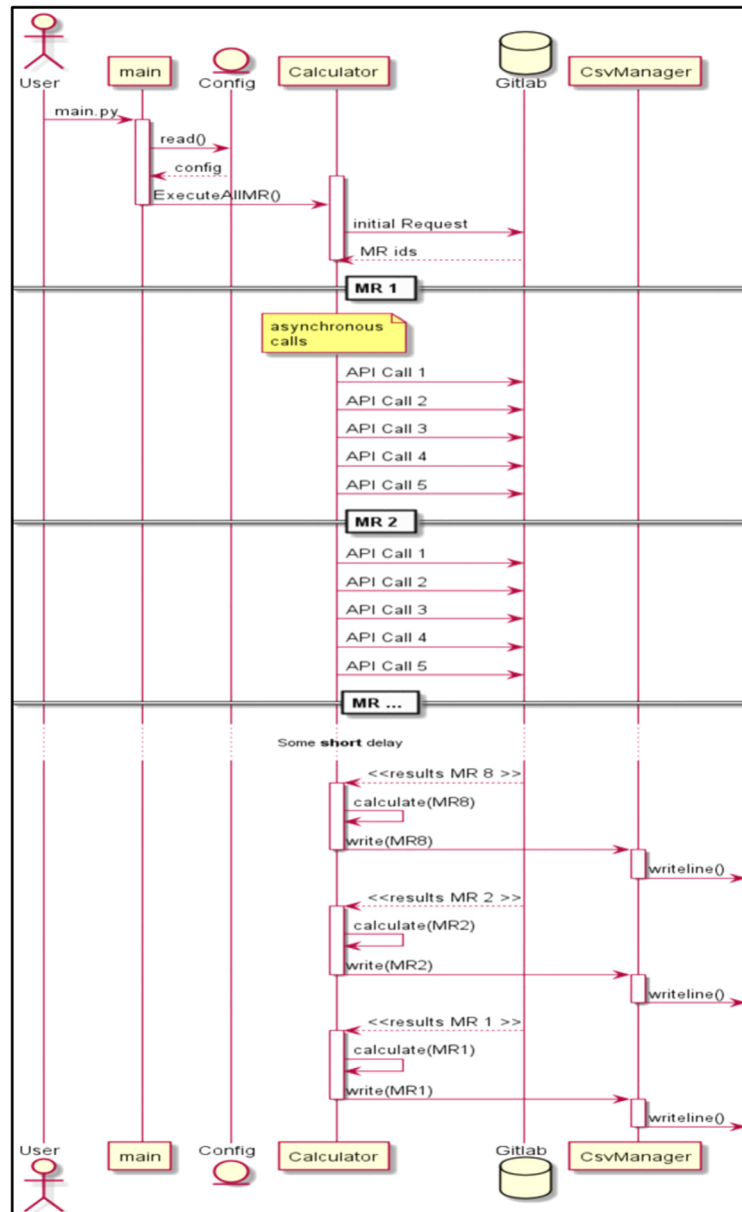 User
main
Config
Calculator
Gitlab
CsvManager
main.py
read()
config
ExecuteAllMR()
initial Request
MR ids
MR 1
asynchronous
calls
API Call 1
API Call 2
API Call 3
API Call 4
API Call 5
MR 2
API Call 1
API Call 2
API Call 3
API Call 4
API Call 5
MR ...
Some short delay
<<results MR 8 >>
calculate(MR8)
write(MR8)
writeline()
<<results MR 2 >>
calculate(MR2)
write(MR2)
writeline()
<<results MR 1 >>
calculate(MR1)
write(MR1)
writeline()
User
main
Config
Calculator
Gitlab
CsvManager